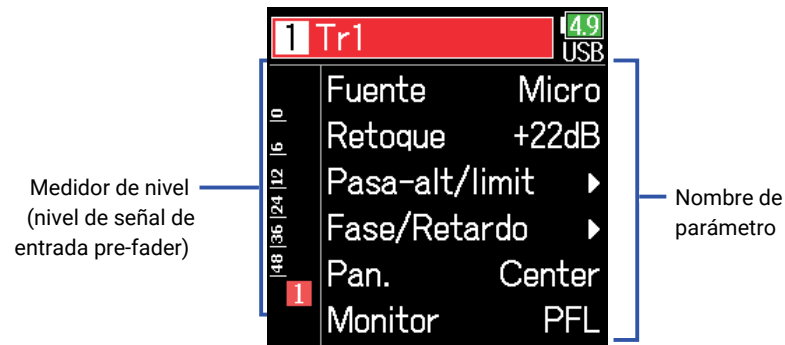 1 Tr1
4.9
USB
Fuente Micro
Retoque +22dB
Pasa-alt/limit
Fase/Retardo
Pan. Center
Monitor PFL
|48 |36 |24 |12 |6 |0
1
Medidor de nivel
(nivel de señal de
entrada pre-fader)
Nombre de
parámetro